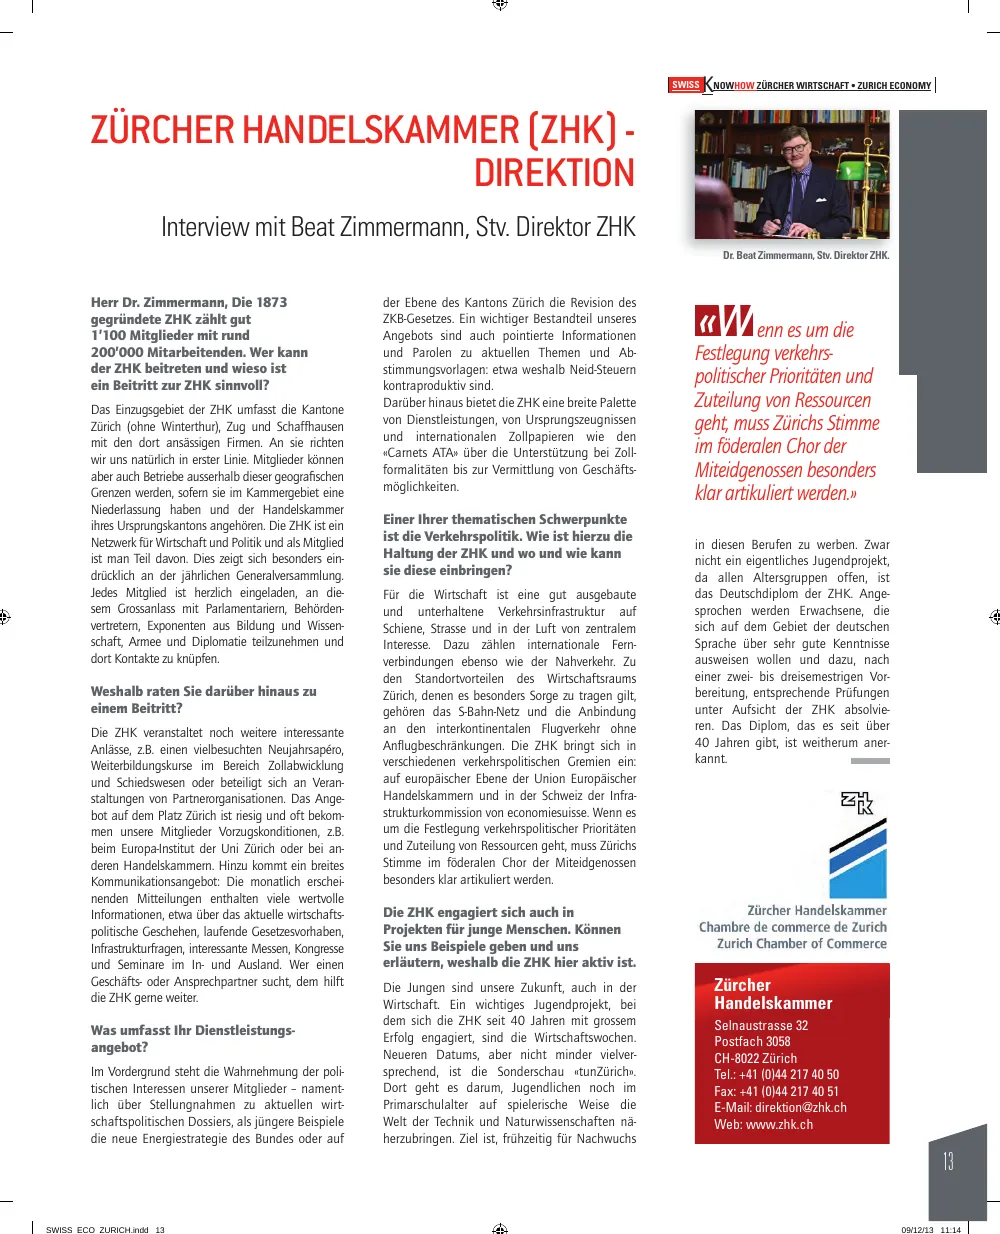 SWISS KNOWHOW ZÜRCHER WIRTSCHAFT • ZURICH ECONOMY
ZÜRCHER HANDELSKAMMER (ZHK) -
DIREKTION
Interview mit Beat Zimmermann, Stv. Direktor ZHK
Dr. Beat Zimmermann, Stv. Direktor ZHK.
Herr Dr. Zimmermann, Die 1873
gegründete ZHK zählt gut
1’100 Mitglieder mit rund
200’000 Mitarbeitenden. Wer kann
der ZHK beitreten und wieso ist
ein Beitritt zur ZHK sinnvoll?
Das Einzugsgebiet der ZHK umfasst die Kantone
Zürich (ohne Winterthur), Zug und Schaffhausen
mit den dort ansässigen Firmen. An sie richten
wir uns natürlich in erster Linie. Mitglieder können
aber auch Betriebe ausserhalb dieser geografischen
Grenzen werden, sofern sie im Kammergebiet eine
Niederlassung haben und der Handelskammer
ihres Ursprungskantons angehören. Die ZHK ist ein
Netzwerk für Wirtschaft und Politik und als Mitglied
ist man Teil davon. Dies zeigt sich besonders ein-
drücklich an der jährlichen Generalversammlung.
Jedes Mitglied ist herzlich eingeladen, an die-
sem Grossanlass mit Parlamentariern, Behörden-
vertretern, Exponenten aus Bildung und Wissen-
schaft, Armee und Diplomatie teilzunehmen und
dort Kontakte zu knüpfen.
Weshalb raten Sie darüber hinaus zu
einem Beitritt?
Die ZHK veranstaltet noch weitere interessante
Anlässe, z.B. einen vielbesuchten Neujahrsapéro,
Weiterbildungskurse im Bereich Zollabwicklung
und Schiedswesen oder beteiligt sich an Veran-
staltungen von Partnerorganisationen. Das Ange-
bot auf dem Platz Zürich ist riesig und oft bekom-
men unsere Mitglieder Vorzugskonditionen, z.B.
beim Europa-Institut der Uni Zürich oder bei an-
deren Handelskammern. Hinzu kommt ein breites
Kommunikationsangebot: Die monatlich erschei-
nenden Mitteilungen enthalten viele wertvolle
Informationen, etwa über das aktuelle wirtschafts-
politische Geschehen, laufende Gesetzesvorhaben,
Infrastrukturfragen, interessante Messen, Kongresse
und Seminare im In- und Ausland. Wer einen
Geschäfts- oder Ansprechpartner sucht, dem hilft
die ZHK gerne weiter.
Was umfasst Ihr Dienstleistungs-
angebot?
Im Vordergrund steht die Wahrnehmung der poli-
tischen Interessen unserer Mitglieder – nament-
lich über Stellungnahmen zu aktuellen wirt-
schaftspolitischen Dossiers, als jüngere Beispiele
die neue Energiestrategie des Bundes oder auf
der Ebene des Kantons Zürich die Revision des
ZKB-Gesetzes. Ein wichtiger Bestandteil unseres
Angebots sind auch pointierte Informationen
und Parolen zu aktuellen Themen und Ab-
stimmungsvorlagen: etwa weshalb Neid-Steuern
kontraproduktiv sind.
Darüber hinaus bietet die ZHK eine breite Palette
von Dienstleistungen, von Ursprungszeugnissen
und internationalen Zollpapieren wie den
«Carnets ATA» über die Unterstützung bei Zoll-
formalitäten bis zur Vermittlung von Geschäfts-
möglichkeiten.
Einer Ihrer thematischen Schwerpunkte
ist die Verkehrspolitik. Wie ist hierzu die
Haltung der ZHK und wo und wie kann
sie diese einbringen?
Für die Wirtschaft ist eine gut ausgebaute
und unterhaltene Verkehrsinfrastruktur auf
Schiene, Strasse und in der Luft von zentralem
Interesse. Dazu zählen internationale Fern-
verbindungen ebenso wie der Nahverkehr. Zu
den Standortvorteilen des Wirtschaftsraums
Zürich, denen es besonders Sorge zu tragen gilt,
gehören das S-Bahn-Netz und die Anbindung
an den interkontinentalen Flugverkehr ohne
Anflugbeschränkungen. Die ZHK bringt sich in
verschiedenen verkehrspolitischen Gremien ein:
auf europäischer Ebene der Union Europäischer
Handelskammern und in der Schweiz der Infra-
strukturkommission von economiesuisse. Wenn es
um die Festlegung verkehrspolitischer Prioritäten
und Zuteilung von Ressourcen geht, muss Zürichs
Stimme im föderalen Chor der Miteidgenossen
besonders klar artikuliert werden.
Die ZHK engagiert sich auch in
Projekten für junge Menschen. Können
Sie uns Beispiele geben und uns
erläutern, weshalb die ZHK hier aktiv ist.
Die Jungen sind unsere Zukunft, auch in der
Wirtschaft. Ein wichtiges Jugendprojekt, bei
dem sich die ZHK seit 40 Jahren mit grossem
Erfolg engagiert, sind die Wirtschaftswochen.
Neueren Datums, aber nicht minder vielver-
sprechend, ist die Sonderschau «tunZürich».
Dort geht es darum, Jugendlichen noch im
Primarschulalter auf spielerische Weise die
Welt der Technik und Naturwissenschaften nä-
herzubringen. Ziel ist, frühzeitig für Nachwuchs
«Wenn es um die
Festlegung verkehrs-
politischer Prioritäten und
Zuteilung von Ressourcen
geht, muss Zürichs Stimme
im föderalen Chor der
Miteidgenossen besonders
klar artikuliert werden.»
in diesen Berufen zu werben. Zwar
nicht ein eigentliches Jugendprojekt,
da allen Altersgruppen offen, ist
das Deutschdiplom der ZHK. Ange-
sprochen werden Erwachsene, die
sich auf dem Gebiet der deutschen
Sprache über sehr gute Kenntnisse
ausweisen wollen und dazu, nach
einer zwei- bis dreisemestrigen Vor-
bereitung, entsprechende Prüfungen
unter Aufsicht der ZHK absolvie-
ren. Das Diplom, das es seit über
40 Jahren gibt, ist weitherum aner-
kannt.
ZHK
Zürcher Handelskammer
Chambre de commerce de Zurich
Zurich Chamber of Commerce
Zürcher
Handelskammer
Selnaustrasse 32
Postfach 3058
CH-8022 Zürich
Tel.: +41 (0)44 217 40 50
Fax: +41 (0)44 217 40 51
E-Mail: direktion@zhk.ch
Web: www.zhk.ch
13
SWISS_ECO_ZURICH.indd 13
09/12/13 11:14